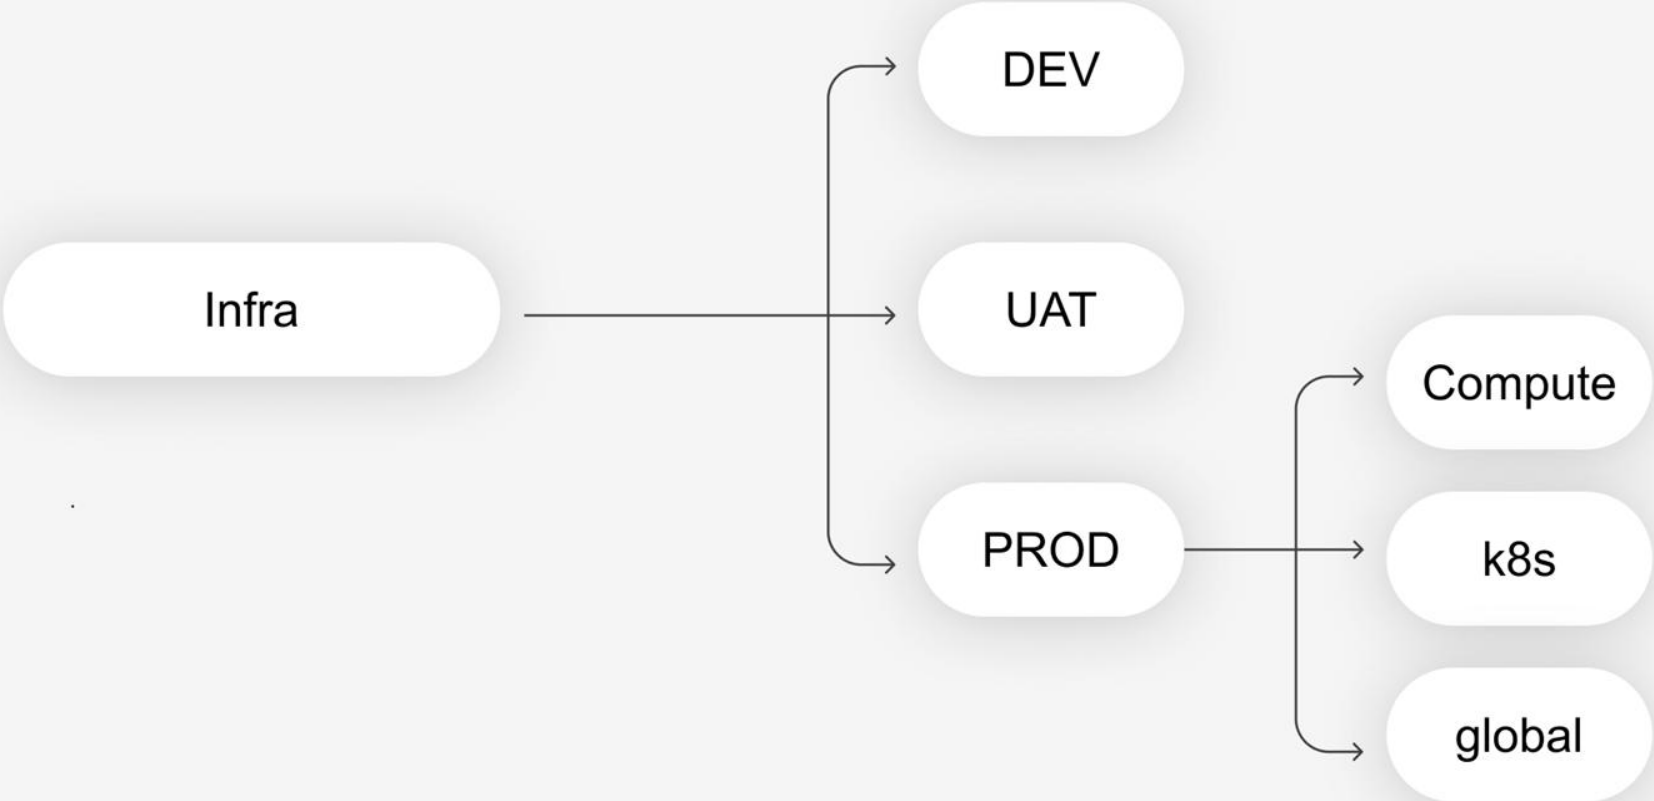 DEV
Infra
UAT
Compute
PROD
k8s
global